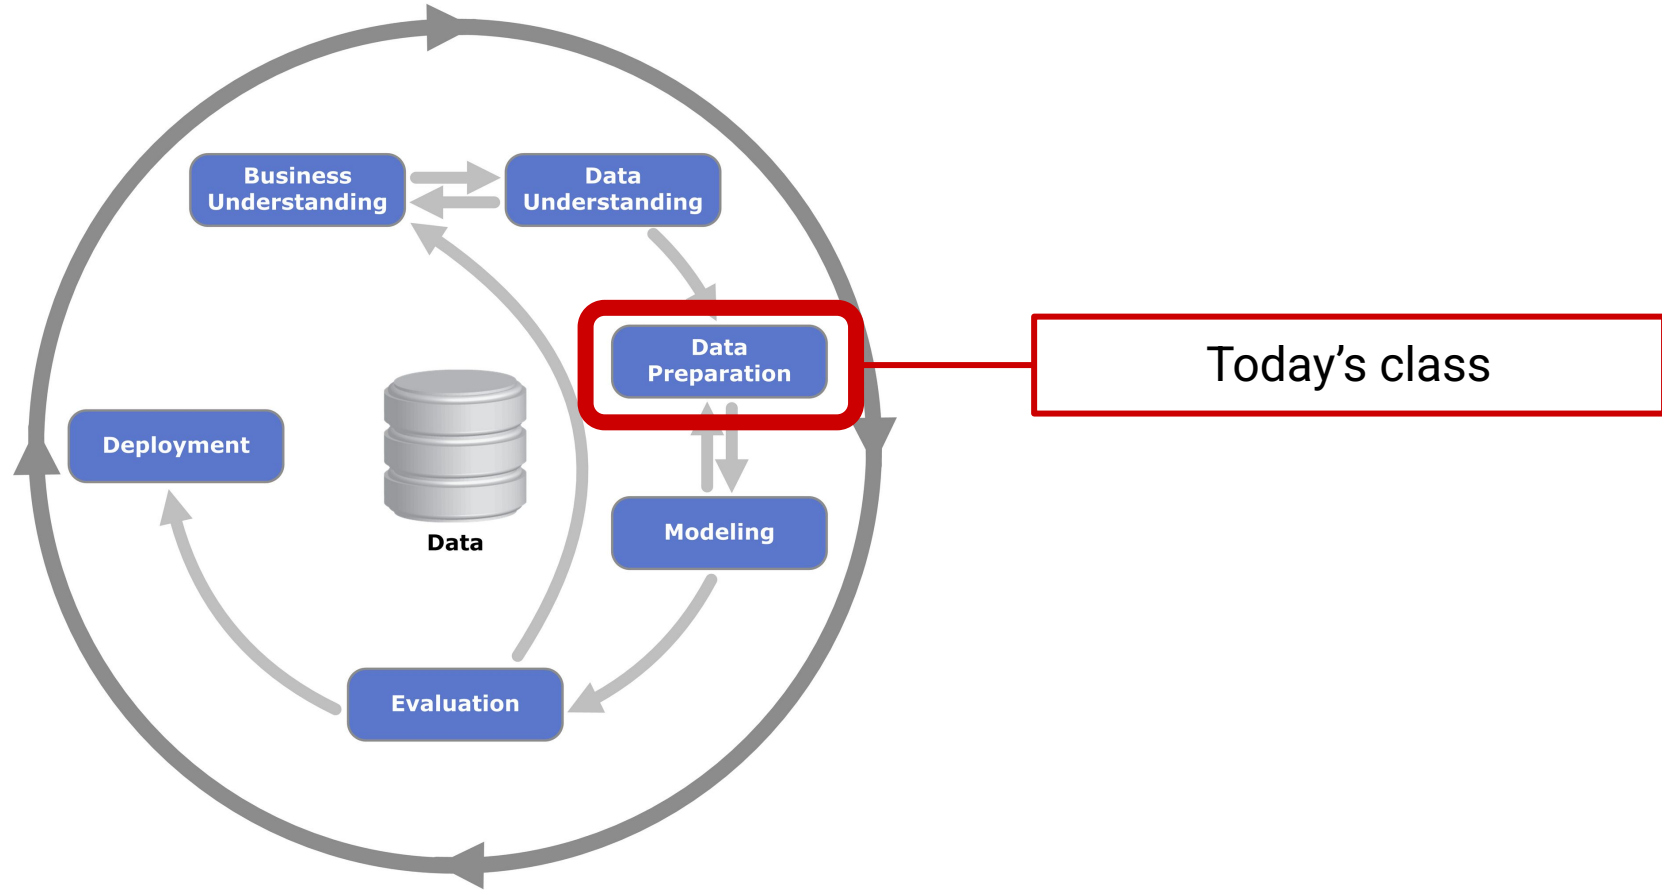 Business
Understanding
Data
Understanding
Data
Preparation
Today’s class
Deployment
Data
Modeling
Evaluation